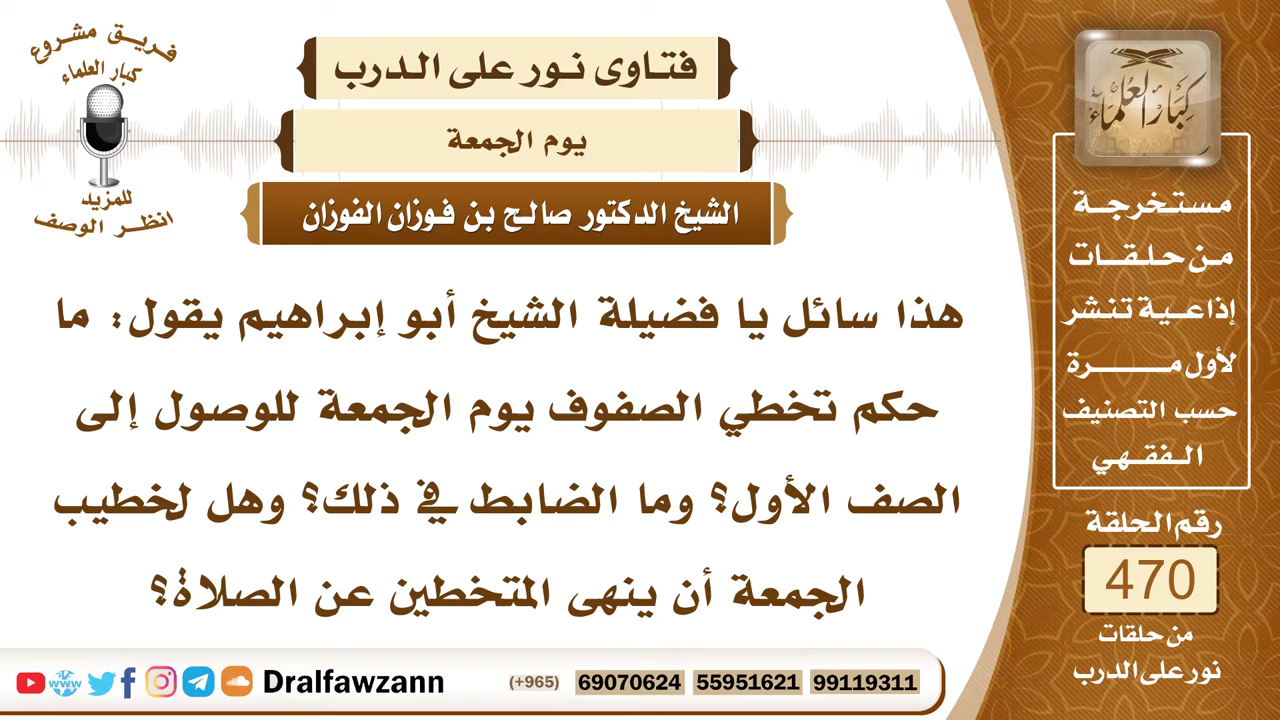 فريق مشروع
كبار العلماء
للمزيد
انظر الوصف
فتاوى نور على الدرب
يوم الجمعة
الشيخ الدكتور صالح بن فوزان الفوزان
هذا سائل يا فضيلة الشيخ أبو إبراهيم يقول: ما
حكم تخطي الصفوف يوم الجمعة للوصول إلى
الصف الأول؟ وما الضابط في ذلك؟ وهل لخطيب
الجمعة أن ينهى المتخطين عن الصلاة؟
كبار العلماء
مستخرجة
من حلقات
إذاعية تنشر
لأول مرة
حسب التصنيف
الفقهي
رقم الحلقة
470
من حلقات
نور على الدرب
www Dralfawzann (+965) 69070624 55951621 99119311